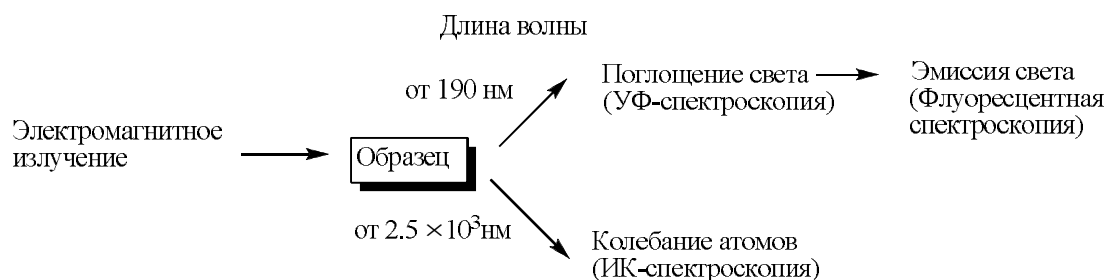 Длина волны
от 190 нм
Поглощение света
(УФ-спектроскопия)
Эмиссия света
(Флуоресцентная
спектроскопия)
Электромагнитное
излучение
Образец
от 2.5 ×10³нм
Колебание атомов
(ИК-спектроскопия)